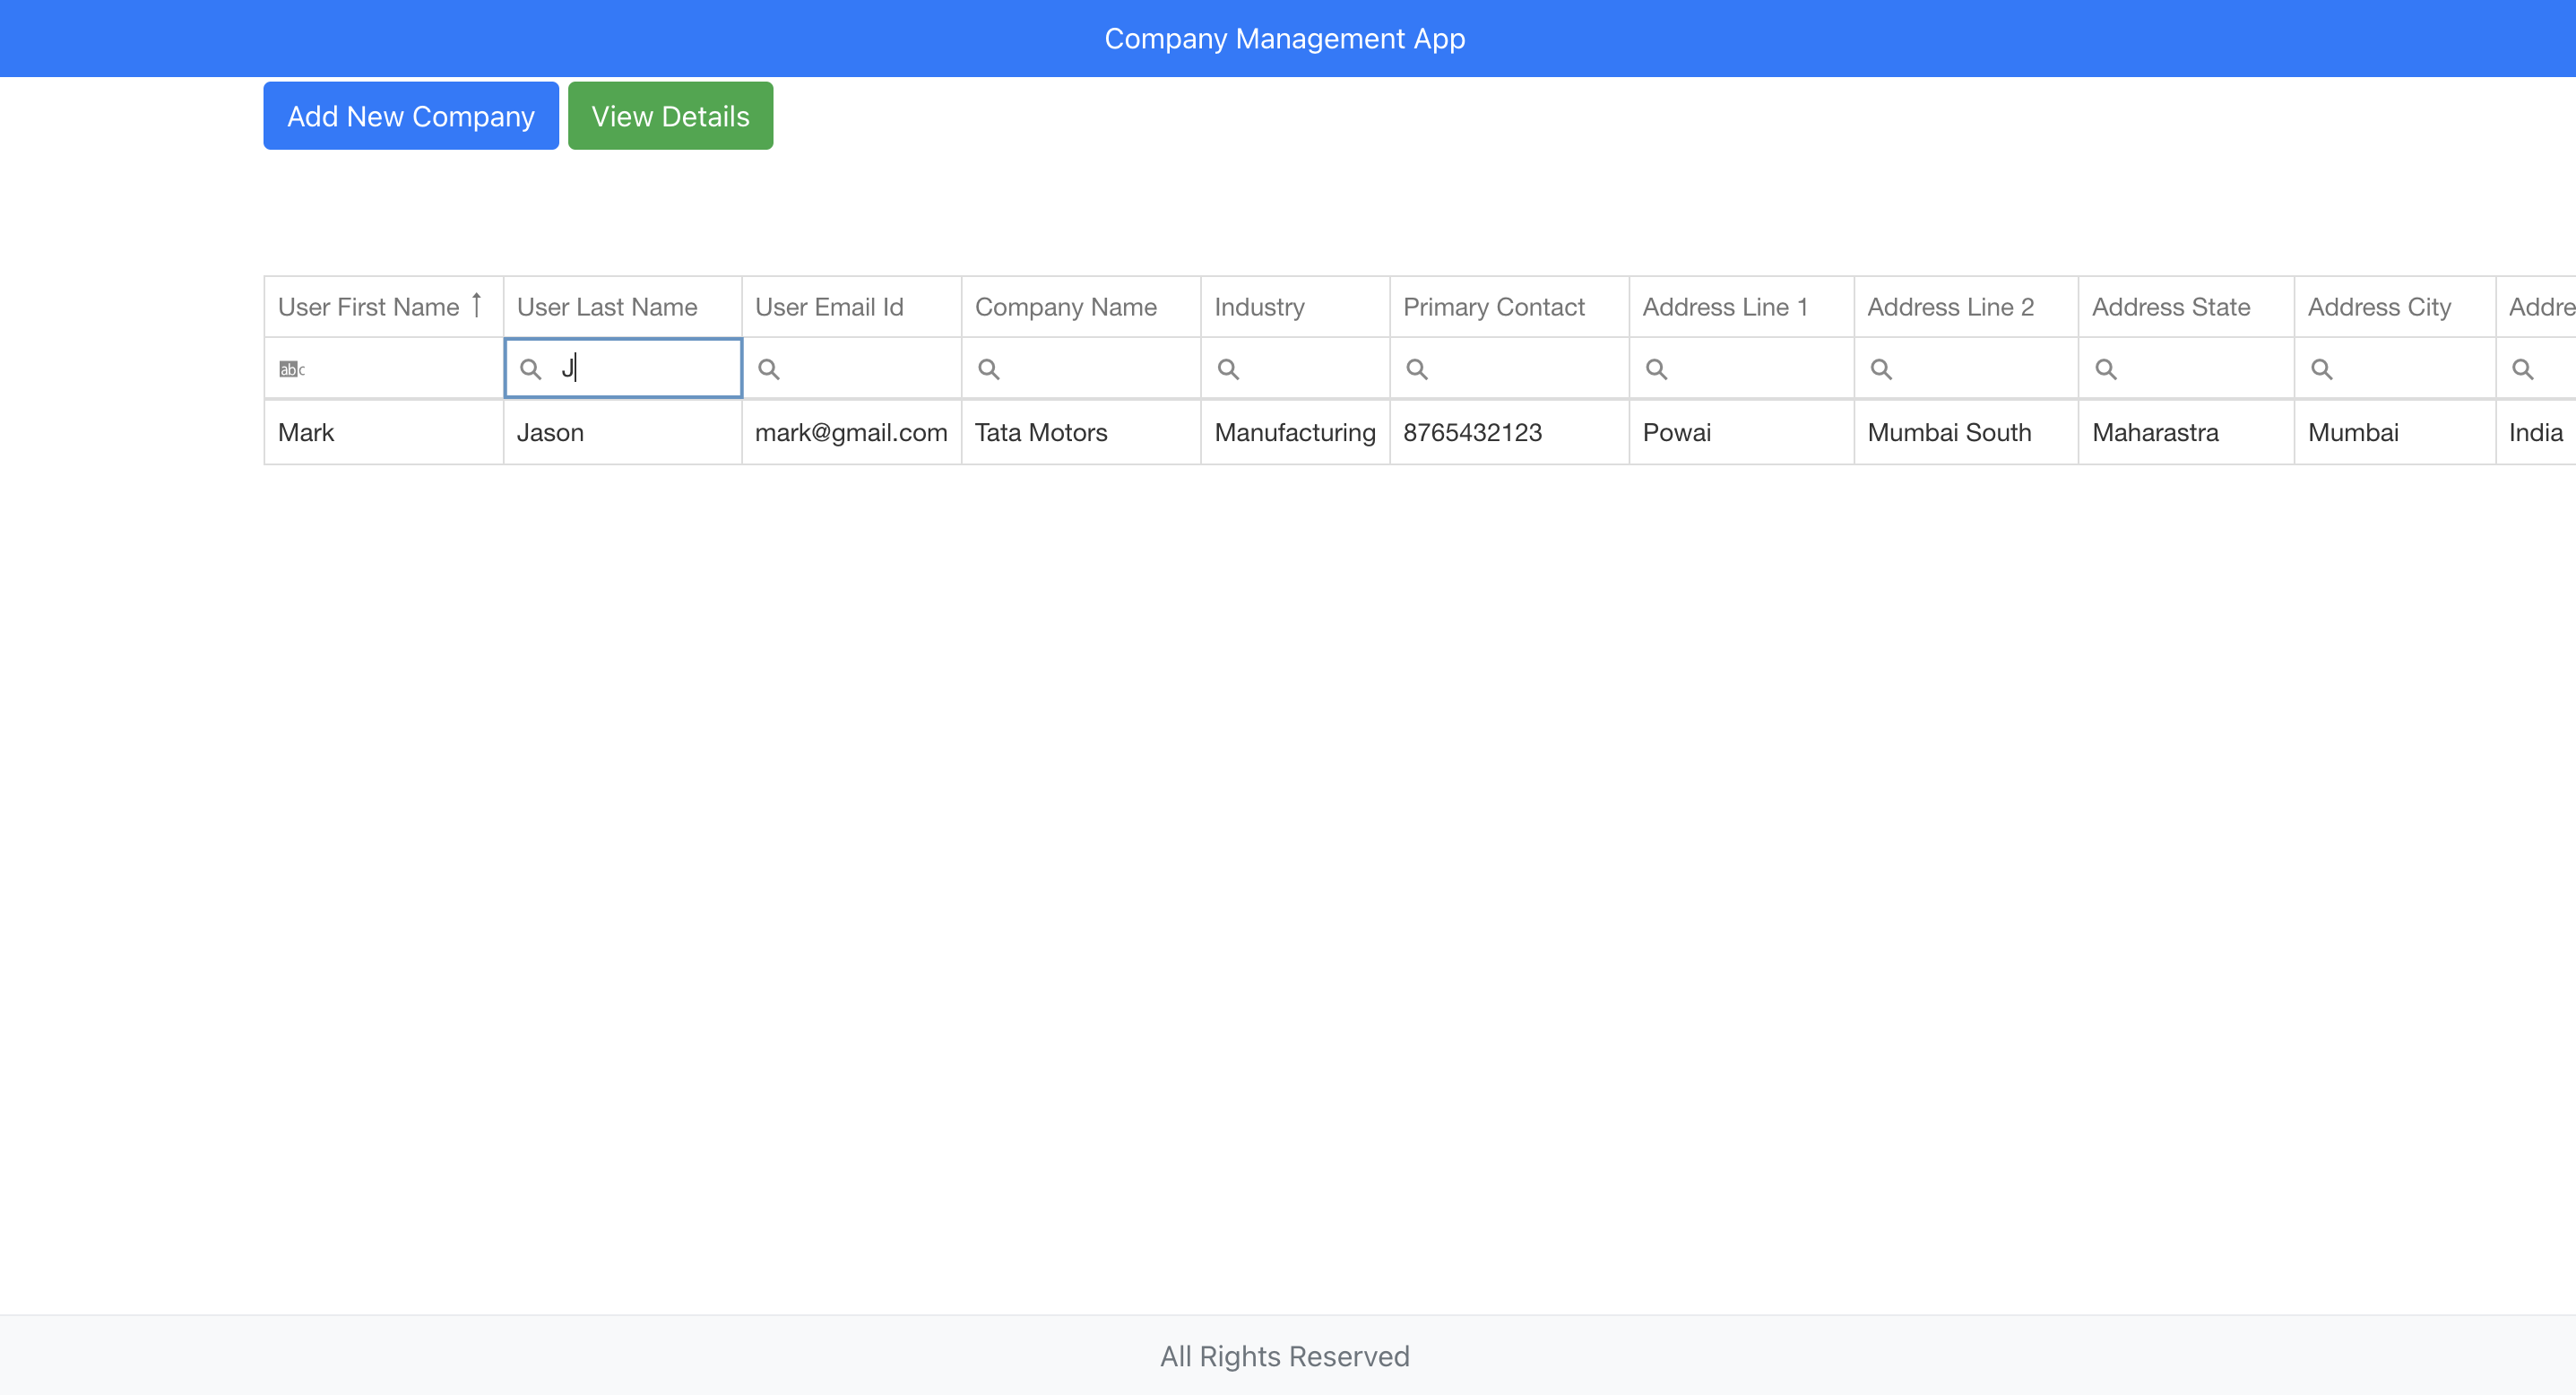 Company Management App
Add New Company View Details
User First Name User Last Name User Email Id Company Name Industry Primary Contact Address Line 1 Address Line 2 Address State Address City Addre
abc J
Mark Jason mark@gmail.com Tata Motors Manufacturing 8765432123 Powai Mumbai South Maharastra Mumbai India
All Rights Reserved